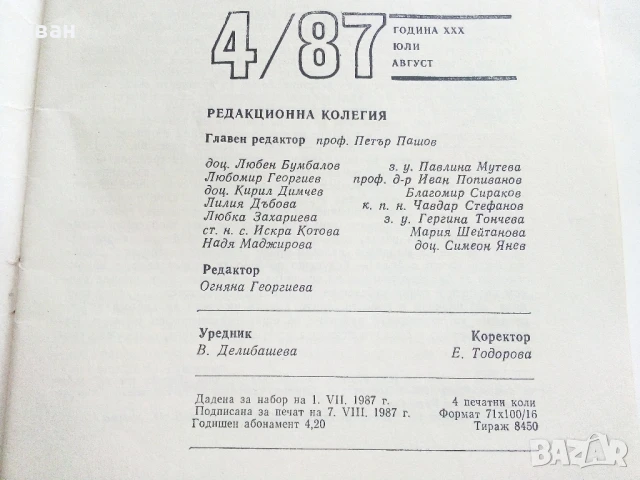 ван
4/87
ГОДИНА XXX
ЮЛИ
АВГУСТ
РЕДАКЦИОННА КОЛЕГИЯ
Главен редактор проф. Петър Пашов
доц. Любен Бумбалов
Любомир Георгиев
доц. Кирил Димчев
Лилия Дъбова
Любка Захариева
ст. н. с. Искра Котова
Надя Маджирова
з. у. Павлина Мутева
проф. д-р Иван Попиванов
Благомир Сираков
к. п. н. Чавдар Стефанов
з. у. Гергина Тончева
Мария Шейтанова
доц. Симеон Янев
Редактор
Огняна Георгиева
Уредник
В. Делибашева
Коректор
Е. Тодорова
Дадена за набор на 1. VII. 1987 г.
Подписана за печат на 7. VIII. 1987 г.
Годишен абонамент 4,20
4 печатни коли
Формат 71x100/16
Тираж 8450
BAZAR